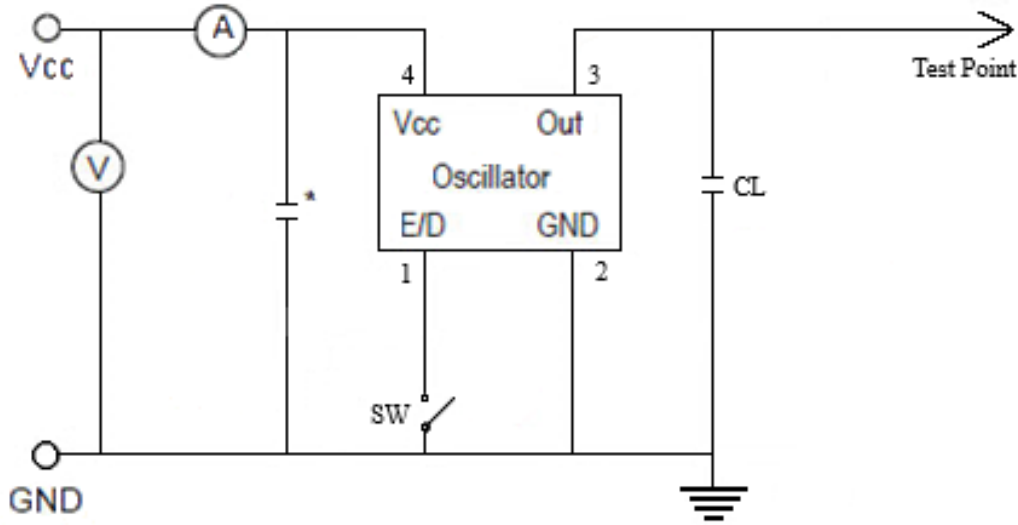 A
Vcc
4
3
Test Point
V
Vcc
Out
Oscillator
E/D
GND
*
CL
1
2
SW
GND